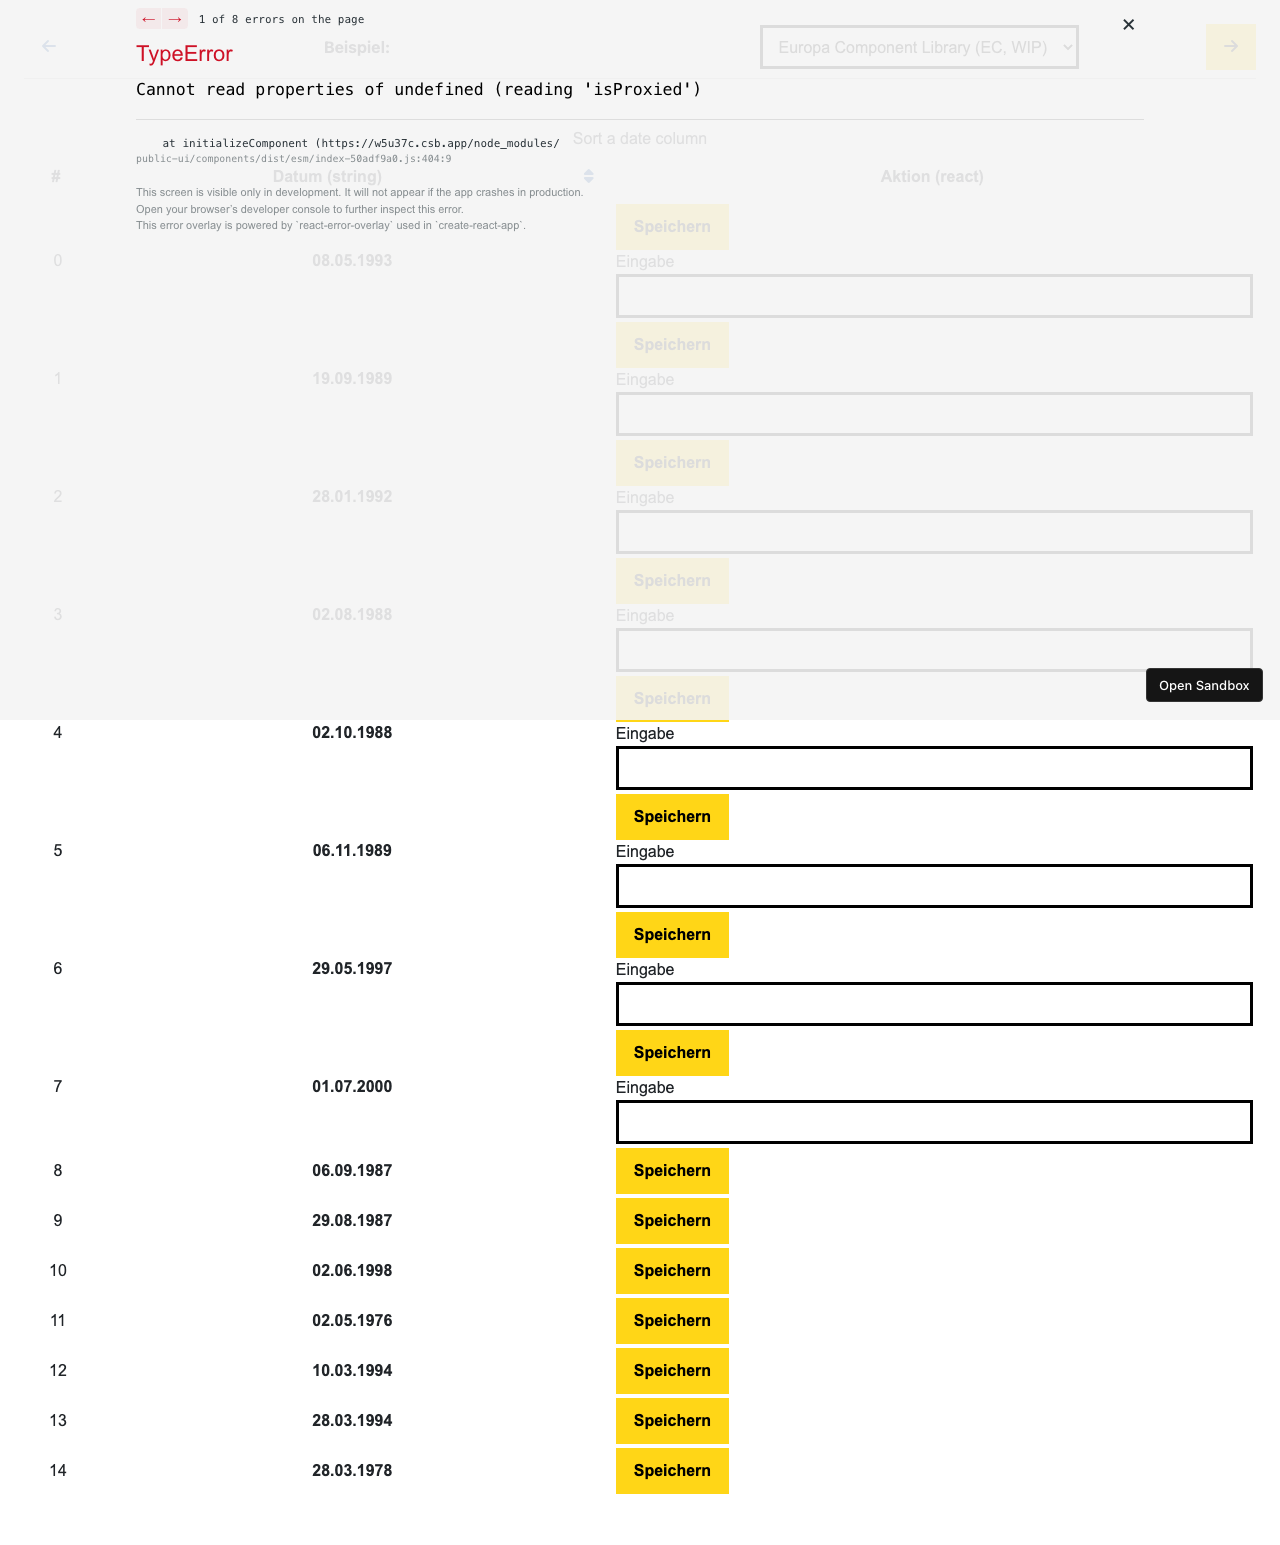 ← → 1 of 8 errors on the page
← Beispiel: Europa Component Library (EC, WIP) →
TypeError
Cannot read properties of undefined (reading 'isProxied')
Sort a date column
at initializeComponent (https://w5u37c.csb.app/node_modules/
public-ui/components/dist/esm/index-50adf9a0.js:404:9
# Datum (string) Aktion (react)
This screen is visible only in development. It will not appear if the app crashes in production.
Open your browser’s developer console to further inspect this error.
This error overlay is powered by `react-error-overlay` used in `create-react-app`.
Speichern
0 08.05.1993 Eingabe
Speichern
1 19.09.1989 Eingabe
Speichern
2 28.01.1992 Eingabe
Speichern
3 02.08.1988 Eingabe
Open Sandbox
Speichern
4 02.10.1988 Eingabe
Speichern
5 06.11.1989 Eingabe
Speichern
6 29.05.1997 Eingabe
Speichern
7 01.07.2000 Eingabe
8 06.09.1987 Speichern
9 29.08.1987 Speichern
10 02.06.1998 Speichern
11 02.05.1976 Speichern
12 10.03.1994 Speichern
13 28.03.1994 Speichern
14 28.03.1978 Speichern